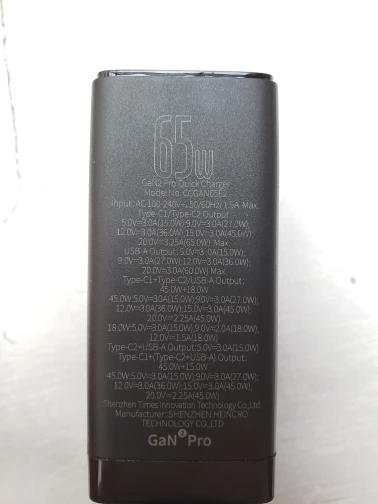 65W
GaN2 Pro Quick Charger
Model No: CCGAN65E2
Input: AC 100-240V~, 50/60Hz 1.5A Max.
Type-C1/Type-C2 Output
5.0V=3.0A(15.0W);9.0V=3.0A(27.0W);
12.0V=3.0A(36.0W);15.0V=3.0A(45.0W);
20.0V=3.25A(65.0W) Max.
USB-A Output: 5.0V=3.0A(15.0W);
9.0V=3.0A(27.0W);12.0V=3.0A(36.0W);
20.0V=3.0A(60.0W) Max.
Type-C1+Type-C2/USB-A Output:
45.0W+18.0W
45.0W:5.0V=3.0A(15.0W);9.0V=3.0A(27.0W);
12.0V=3.0A(36.0W);15.0V=3.0A(45.0W);
20.0V=2.25A(45.0W)
18.0W:5.0V=3.0A(15.0W);9.0V=2.0A(18.0W);
12.0V=1.5A(18.0W)
Type-C2+USB-A Output:5.0V=3.0A(15.0W)
Type-C1+(Type-C2+USB-A) Output:
45.0W+15.0W
45.0W:5.0V=3.0A(15.0W);9.0V=3.0A(27.0W);
12.0V=3.0A(36.0W);15.0V=3.0A(45.0W);
20.0V=2.25A(45.0W)
Shenzhen Times Innovation Technology Co.,Ltd.
Manufacturer: SHENZHEN HEINCRO
TECHNOLOGY CO.,LTD
GaN2 Pro